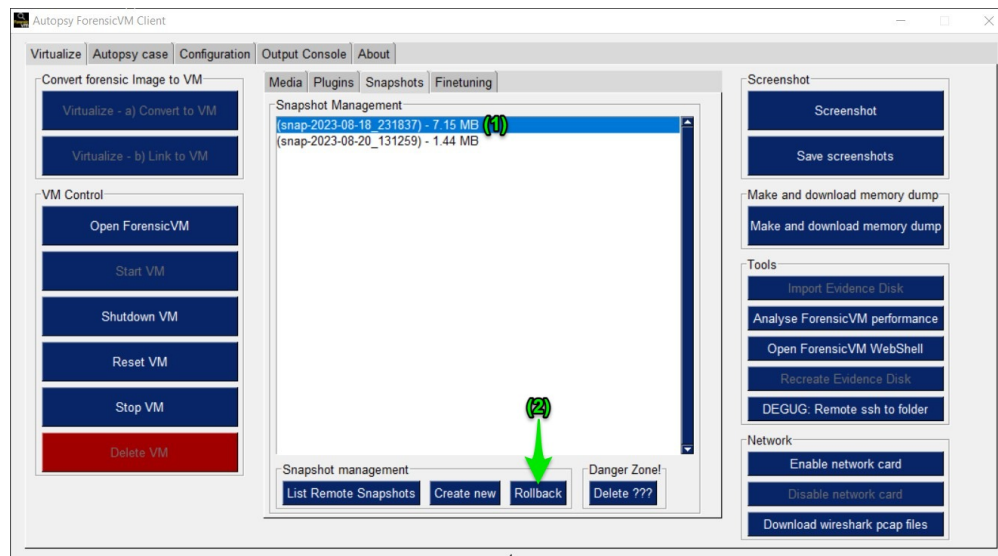 Autopsy ForensicVM Client
Virtualize Autopsy case Configuration Output Console About
Convert forensic Image to VM
Virtualize - a) Convert to VM
Virtualize - b) Link to VM
VM Control
Open ForensicVM
Start VM
Shutdown VM
Reset VM
Stop VM
Delete VM
Media Plugins Snapshots Finetuning
Snapshot Management
(snap-2023-08-18_231837) - 7.15 MB (1)
(snap-2023-08-20_131259) - 1.44 MB
(2)
Snapshot management
List Remote Snapshots Create new Rollback
Danger Zone!
Delete ???
Screenshot
Screenshot
Save screenshots
Make and download memory dump
Make and download memory dump
Tools
Import Evidence Disk
Analyse ForensicVM performance
Open ForensicVM WebShell
Recreate Evidence Disk
DEGUG: Remote ssh to folder
Network
Enable network card
Disable network card
Download wireshark pcap files